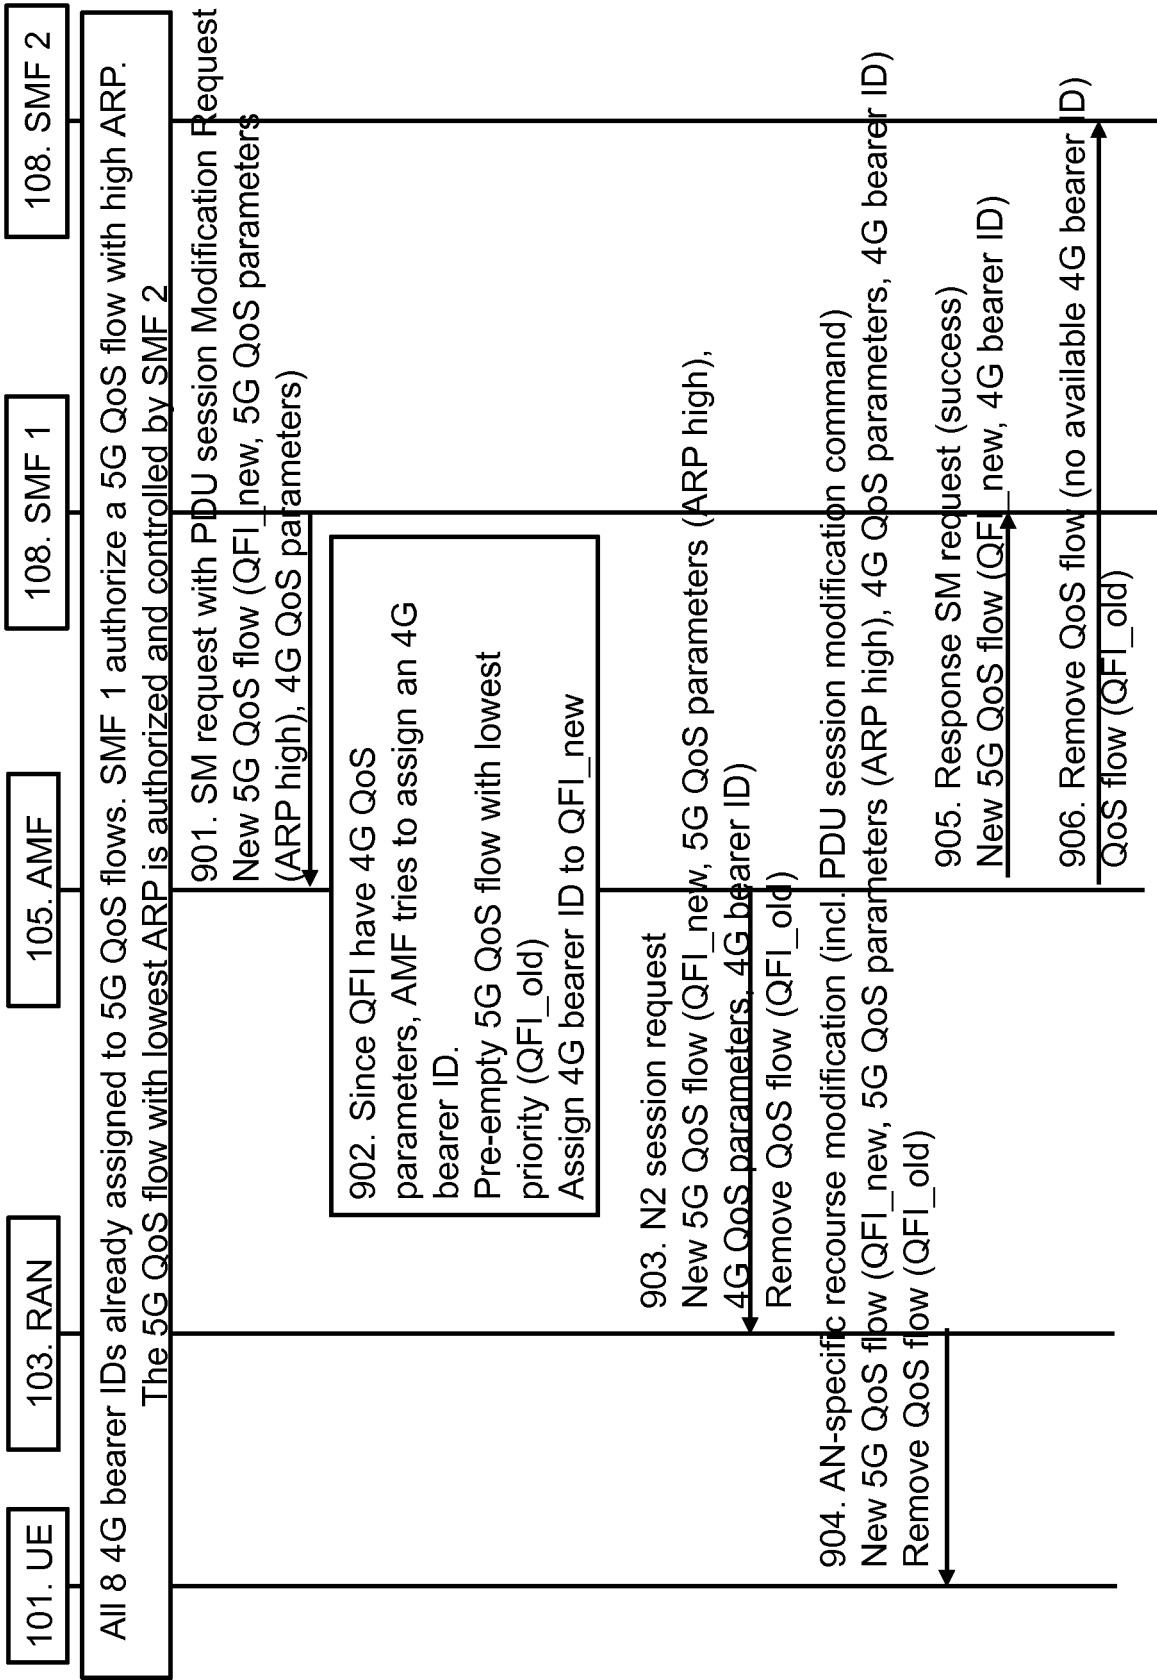 101. UE
103. RAN
105. AMF
108. SMF 1
108. SMF 2
All 8 4G bearer IDs already assigned to 5G QoS flows. SMF 1 authorize a 5G QoS flow with high ARP.
The 5G QoS flow with lowest ARP is authorized and controlled by SMF 2
901. SM request with PDU session Modification Request
New 5G QoS flow (QFI_new, 5G QoS parameters
(ARP high), 4G QoS parameters)
902. Since QFI have 4G QoS
parameters, AMF tries to assign an 4G
bearer ID.
Pre-empty 5G QoS flow with lowest
priority (QFI_old)
Assign 4G bearer ID to QFI_new
903. N2 session request
New 5G QoS flow (QFI_new, 5G QoS parameters (ARP high),
4G QoS parameters, 4G bearer ID)
Remove QoS flow (QFI_old)
904. AN-specific recourse modification (incl. PDU session modification command)
New 5G QoS flow (QFI_new, 5G QoS parameters (ARP high), 4G QoS parameters, 4G bearer ID)
Remove QoS flow (QFI_old)
905. Response SM request (success)
New 5G QoS flow (QFI_new, 4G bearer ID)
906. Remove QoS flow (no available 4G bearer ID)
QoS flow (QFI_old)